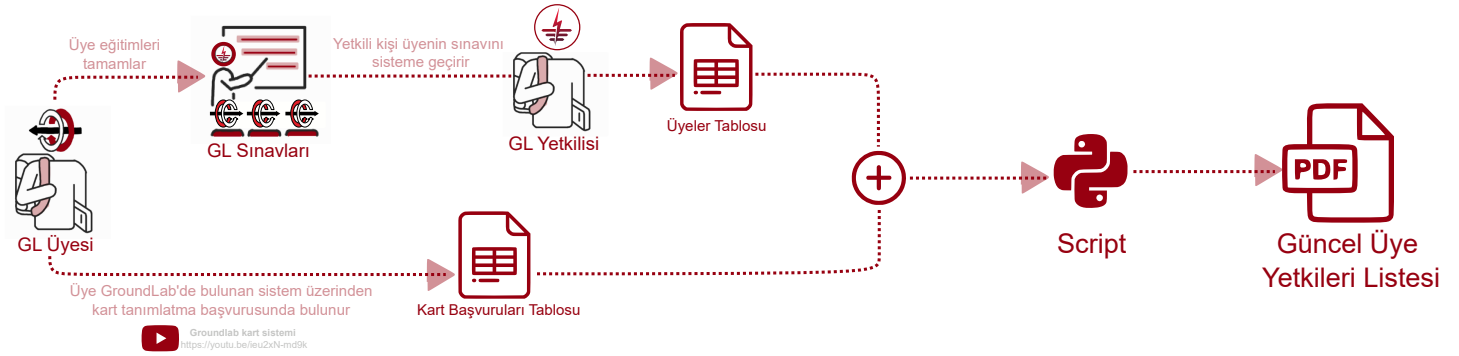 Üye eğitimleri
tamamlar
GL Sınavları
Yetkili kişi üyenin sınavını
sisteme geçirir
GL Yetkilisi
Üyeler Tablosu
GL Üyesi
Üye GroundLab'de bulunan sistem üzerinden
kart tanımlatma başvurusunda bulunur
Groundlab kart sistemi
https://youtu.be/ieu2xN-md9k
Kart Başvuruları Tablosu
Script
PDF
Güncel Üye
Yetkileri Listesi